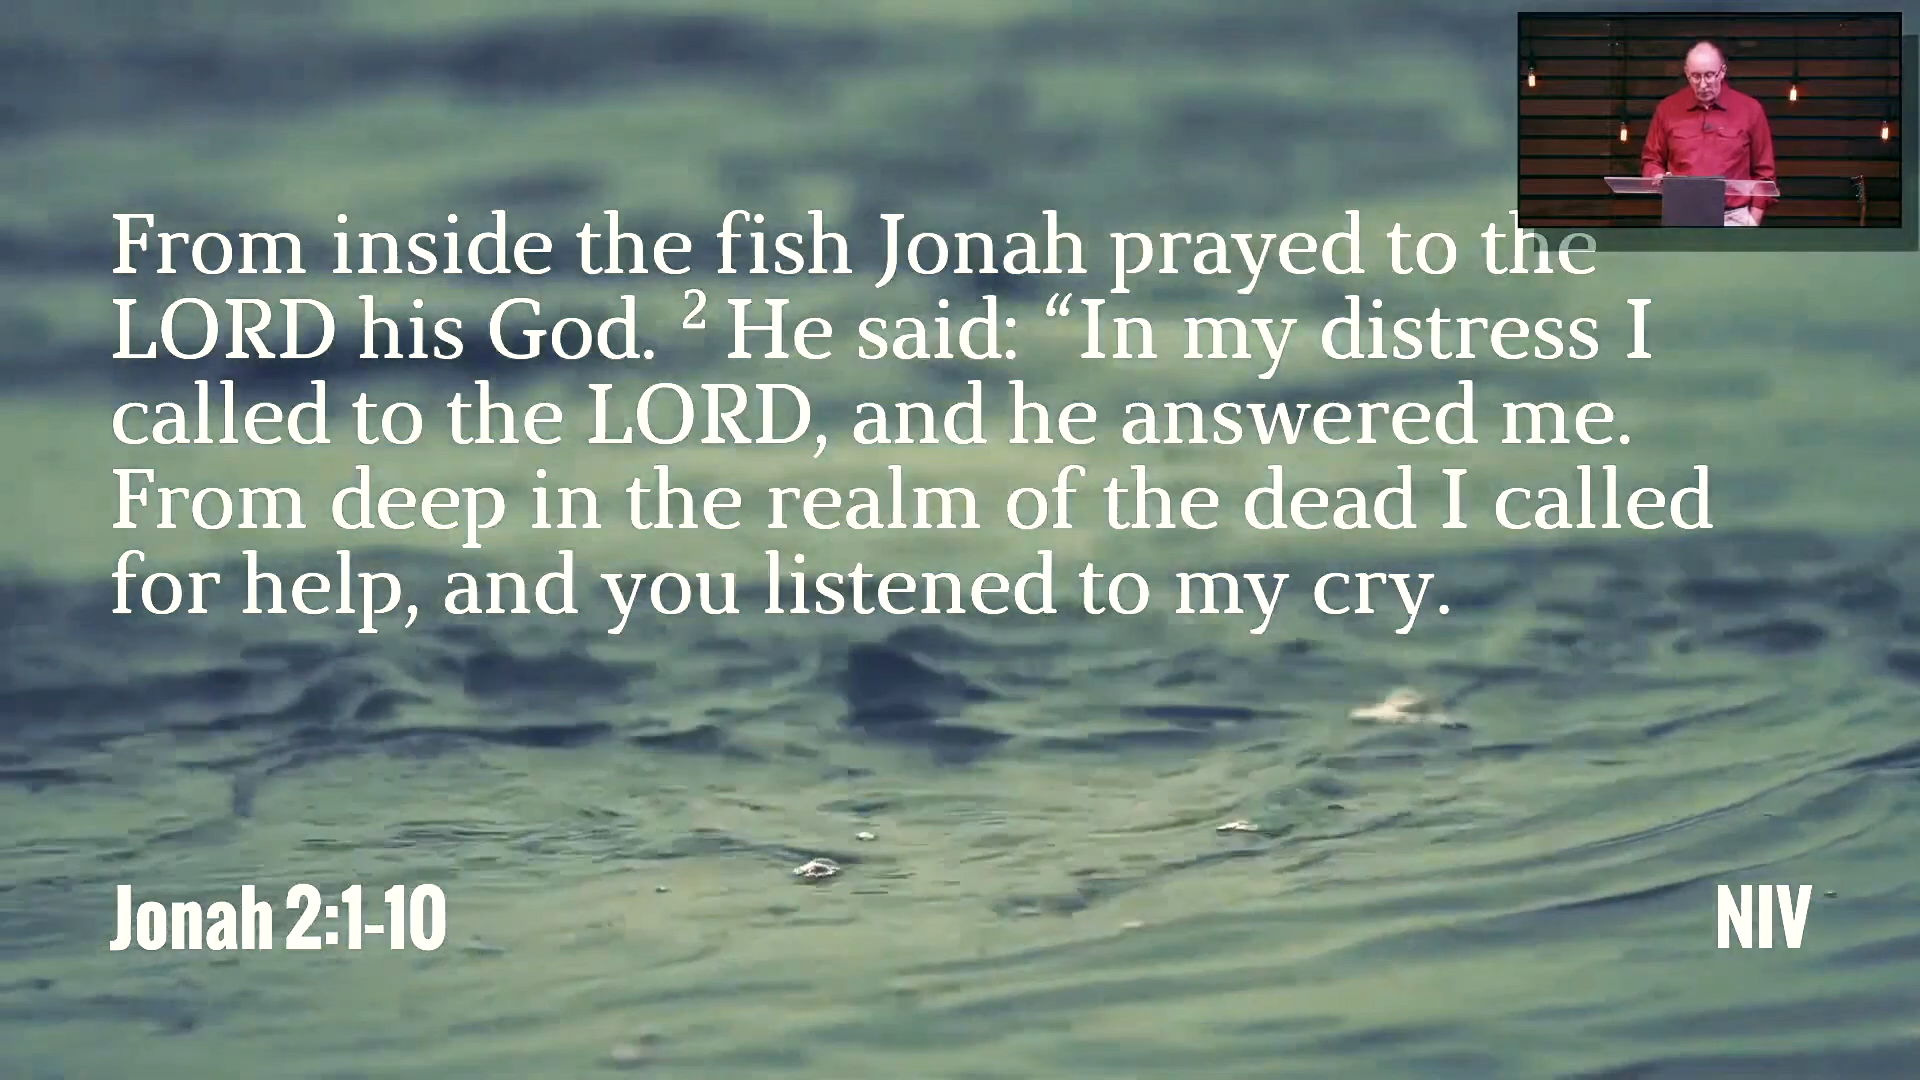 From inside the fish Jonah prayed to the
LORD his God. ² He said: “In my distress I
called to the LORD, and he answered me.
From deep in the realm of the dead I called
for help, and you listened to my cry.
Jonah 2:1-10
NIV